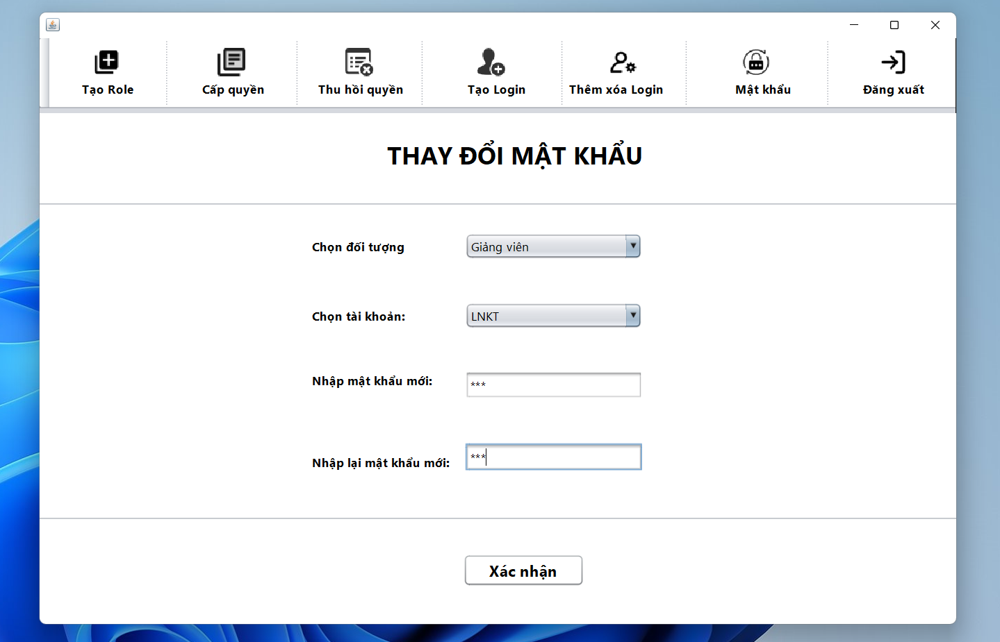 Tạo Role
Cấp quyền
Thu hồi quyền
Tạo Login
Thêm xóa Login
Mật khẩu
Đăng xuất
THAY ĐỔI MẬT KHẨU
Chọn đối tượng
Giảng viên
Chọn tài khoản:
LNKT
Nhập mật khẩu mới:
***
Nhập lại mật khẩu mới:
***
Xác nhận